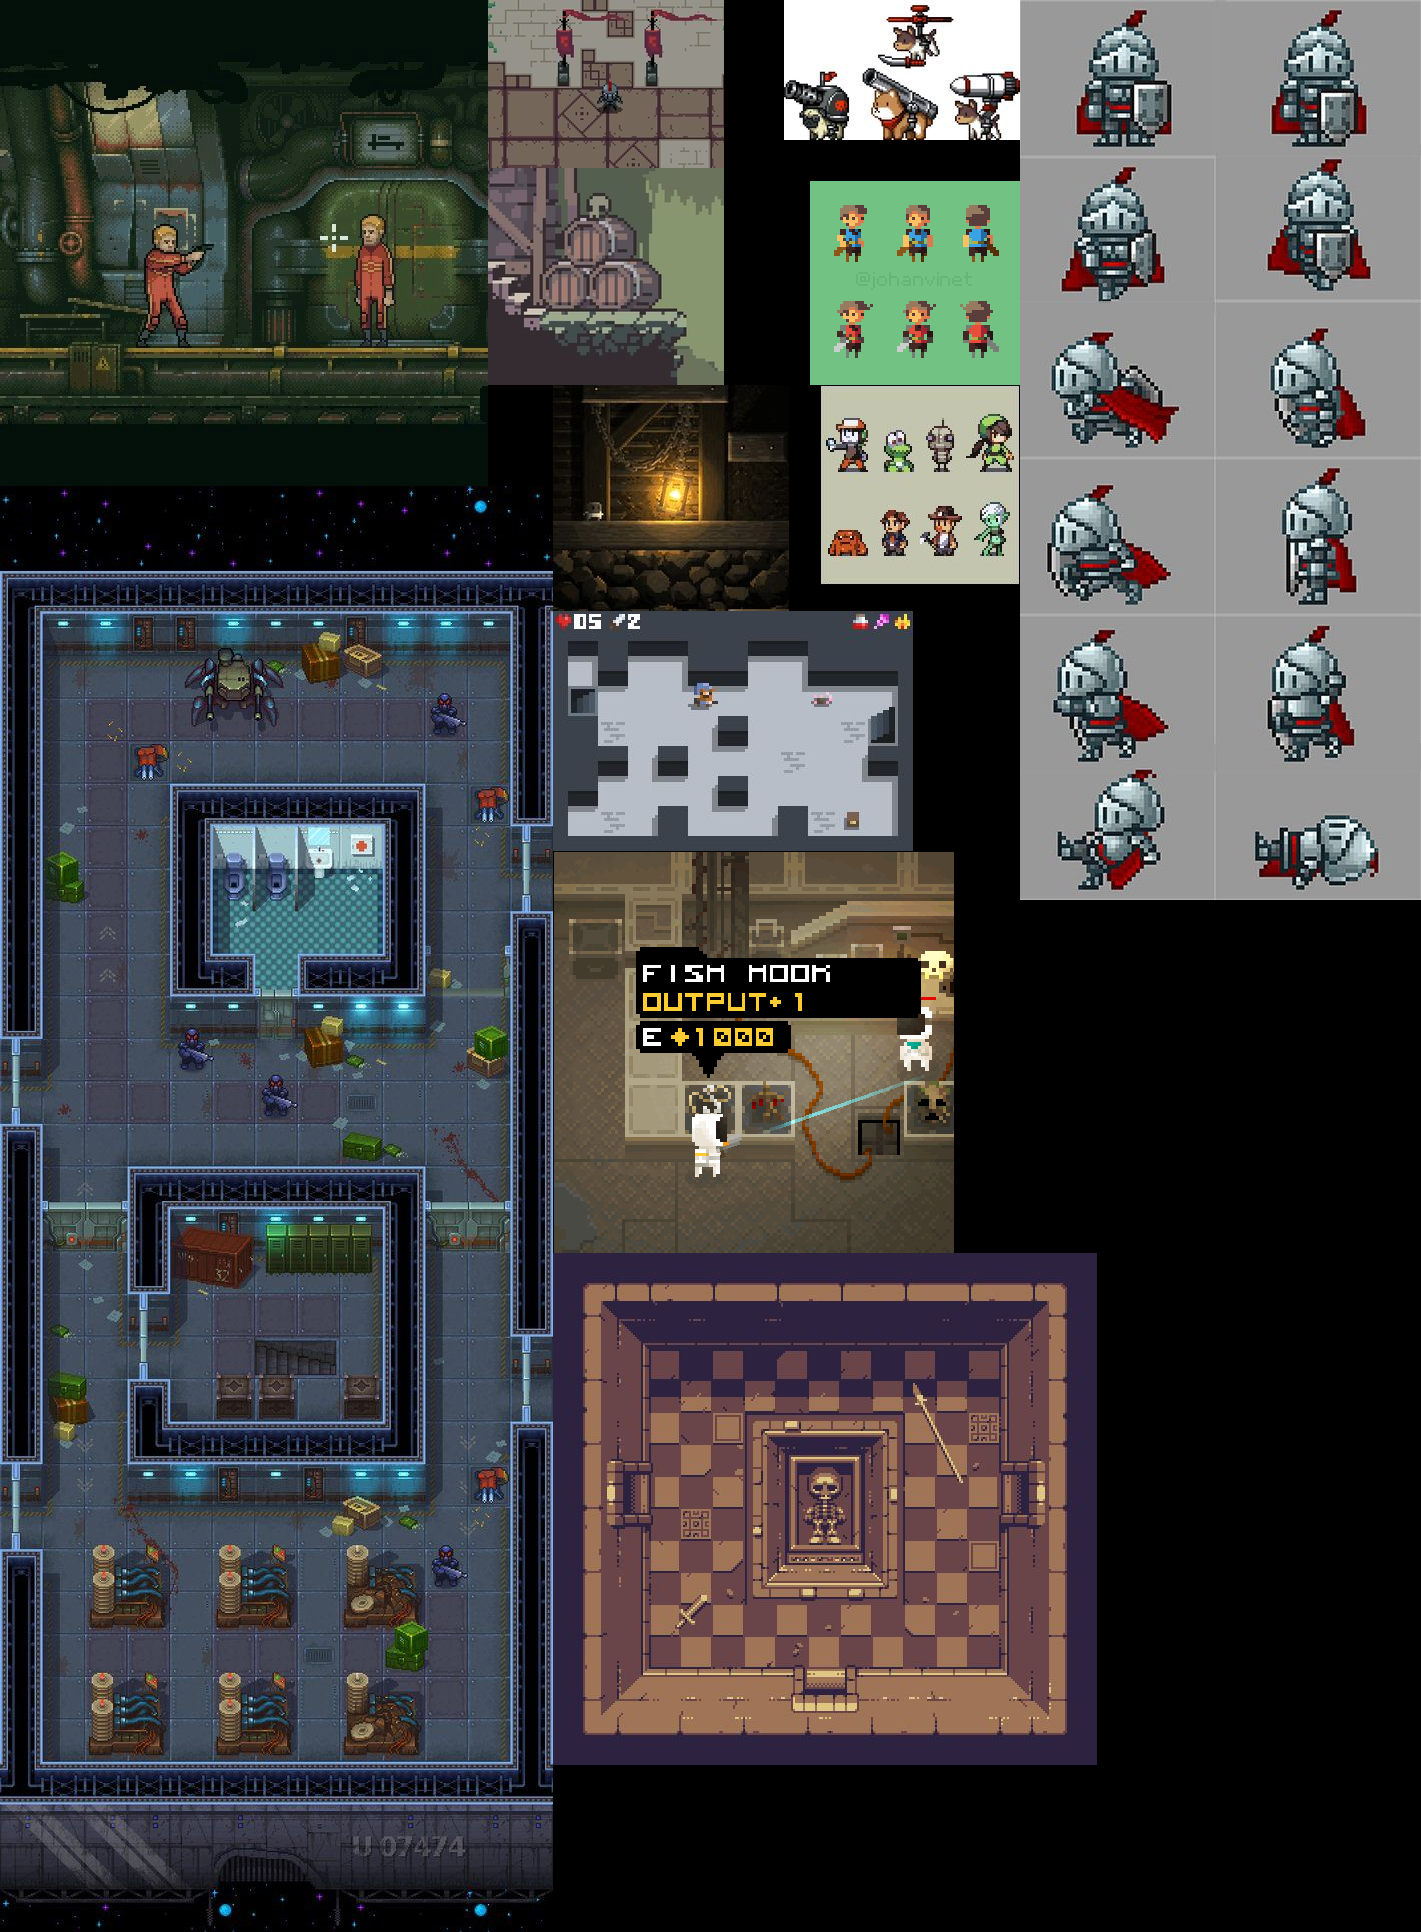 @johanvinet
05 2
FISH HOOK
OUTPUT+ 1
E +1000
U 07474